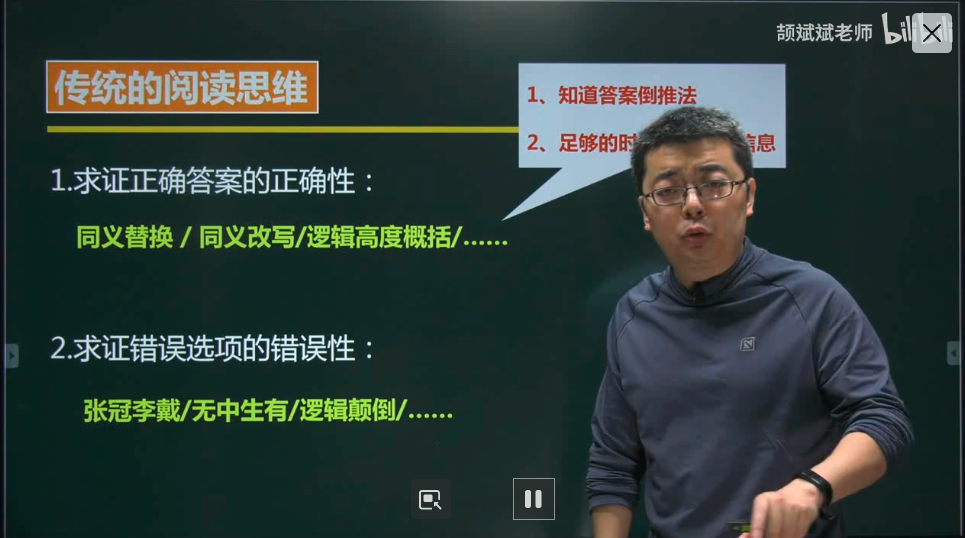 颉斌斌老师 bilibili
传统的阅读思维
1、知道答案倒推法
2、足够的时 信息
1.求证正确答案的正确性：
同义替换 / 同义改写/逻辑高度概括/......
2.求证错误选项的错误性：
张冠李戴/无中生有/逻辑颠倒/......